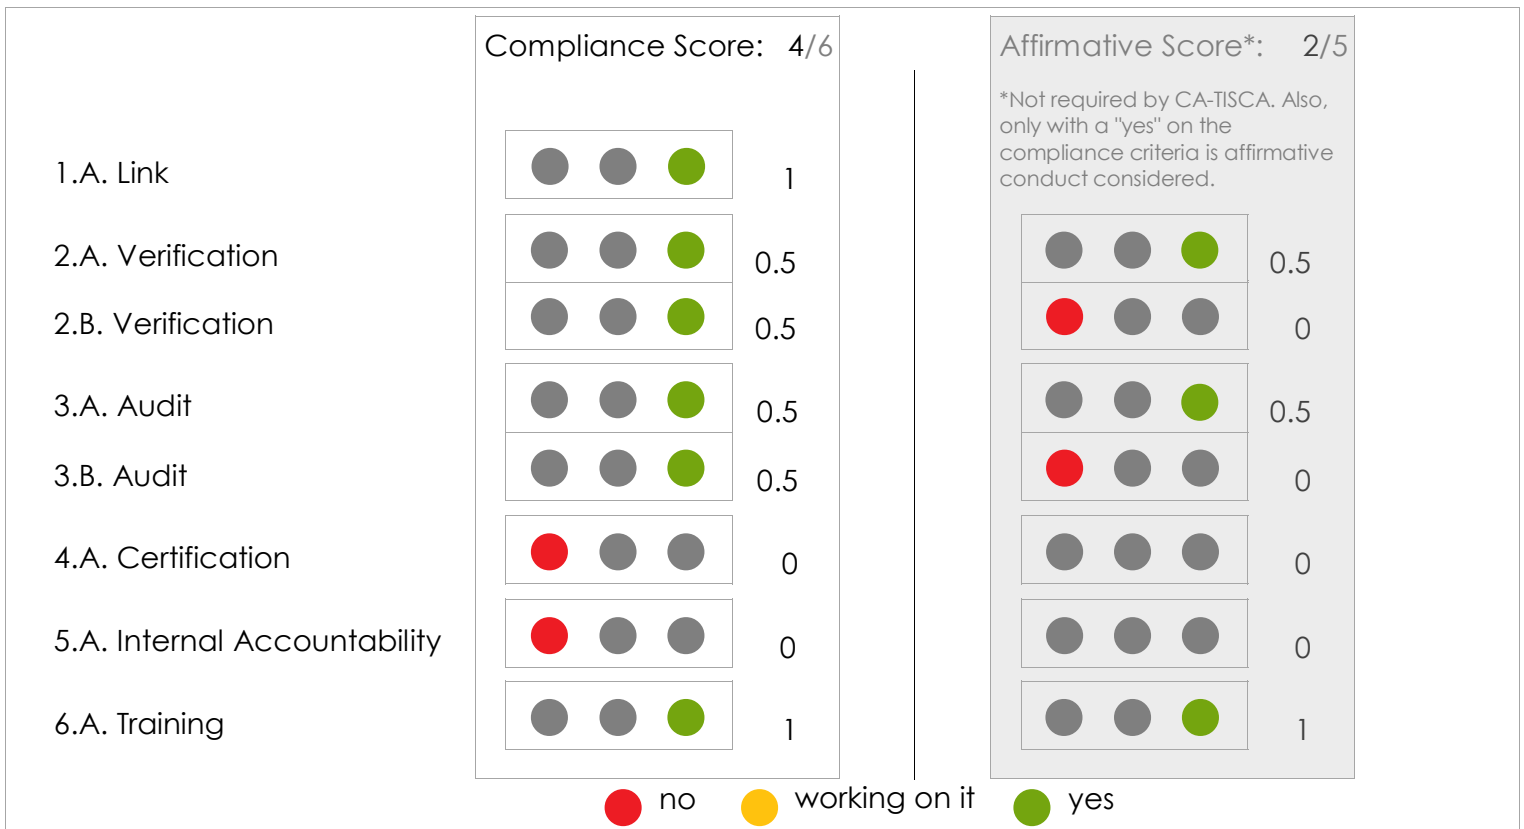 Compliance Score: 4/6
Affirmative Score*: 2/5
*Not required by CA-TISCA. Also,
only with a "yes" on the
compliance criteria is affirmative
conduct considered.
1.A. Link 1
2.A. Verification 0.5 0.5
2.B. Verification 0.5 0
3.A. Audit 0.5 0.5
3.B. Audit 0.5 0
4.A. Certification 0 0
5.A. Internal Accountability 0 0
6.A. Training 1 1
no working on it yes